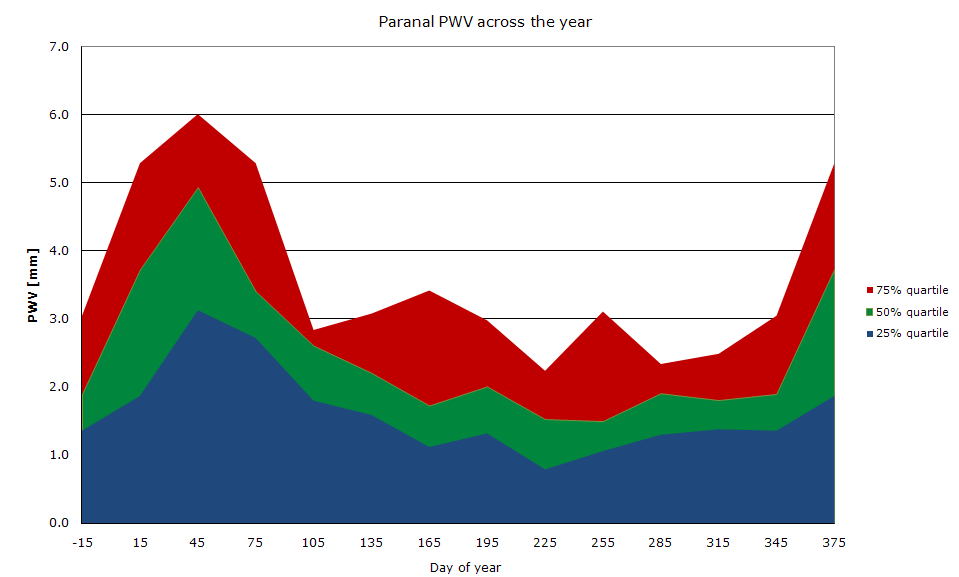 Paranal PWV across the year
7.0
6.0
5.0
4.0
3.0
2.0
1.0
0.0
PWV [mm]
-15 15 45 75 105 135 165 195 225 255 285 315 345 375
Day of year
75% quartile
50% quartile
25% quartile